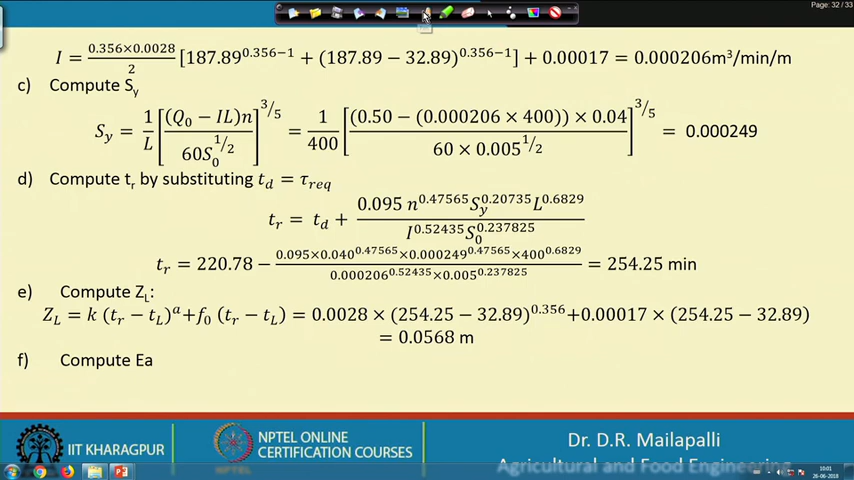 Page: 32 / 33
I = 0.356×0.0028/2 [187.89^0.356−1 + (187.89 − 32.89)^0.356−1] + 0.00017 = 0.000206m³/min/m
c) Compute S_y
S_y = 1/L [(Q_0 − IL)n / 60S_0^1/2]^3/5 = 1/400 [(0.50 − (0.000206 × 400)) × 0.04 / 60 × 0.005^1/2]^3/5 = 0.000249
d) Compute t_r by substituting t_d = τ_req
t_r = t_d + 0.095 n^0.47565 S_y^0.20735 L^0.6829 / I^0.52435 S_0^0.237825
t_r = 220.78 − 0.095×0.040^0.47565×0.000249^0.47565×400^0.6829 / 0.000206^0.52435×0.005^0.237825 = 254.25 min
e) Compute Z_L:
Z_L = k (t_r − t_L)^a + f_0 (t_r − t_L) = 0.0028 × (254.25 − 32.89)^0.356+0.00017 × (254.25 − 32.89)
= 0.0568 m
f) Compute Ea
IIT KHARAGPUR
NPTEL ONLINE
CERTIFICATION COURSES
Dr. D.R. Mailapalli
Agricultural and Food Engineering
10:01
26-06-2018